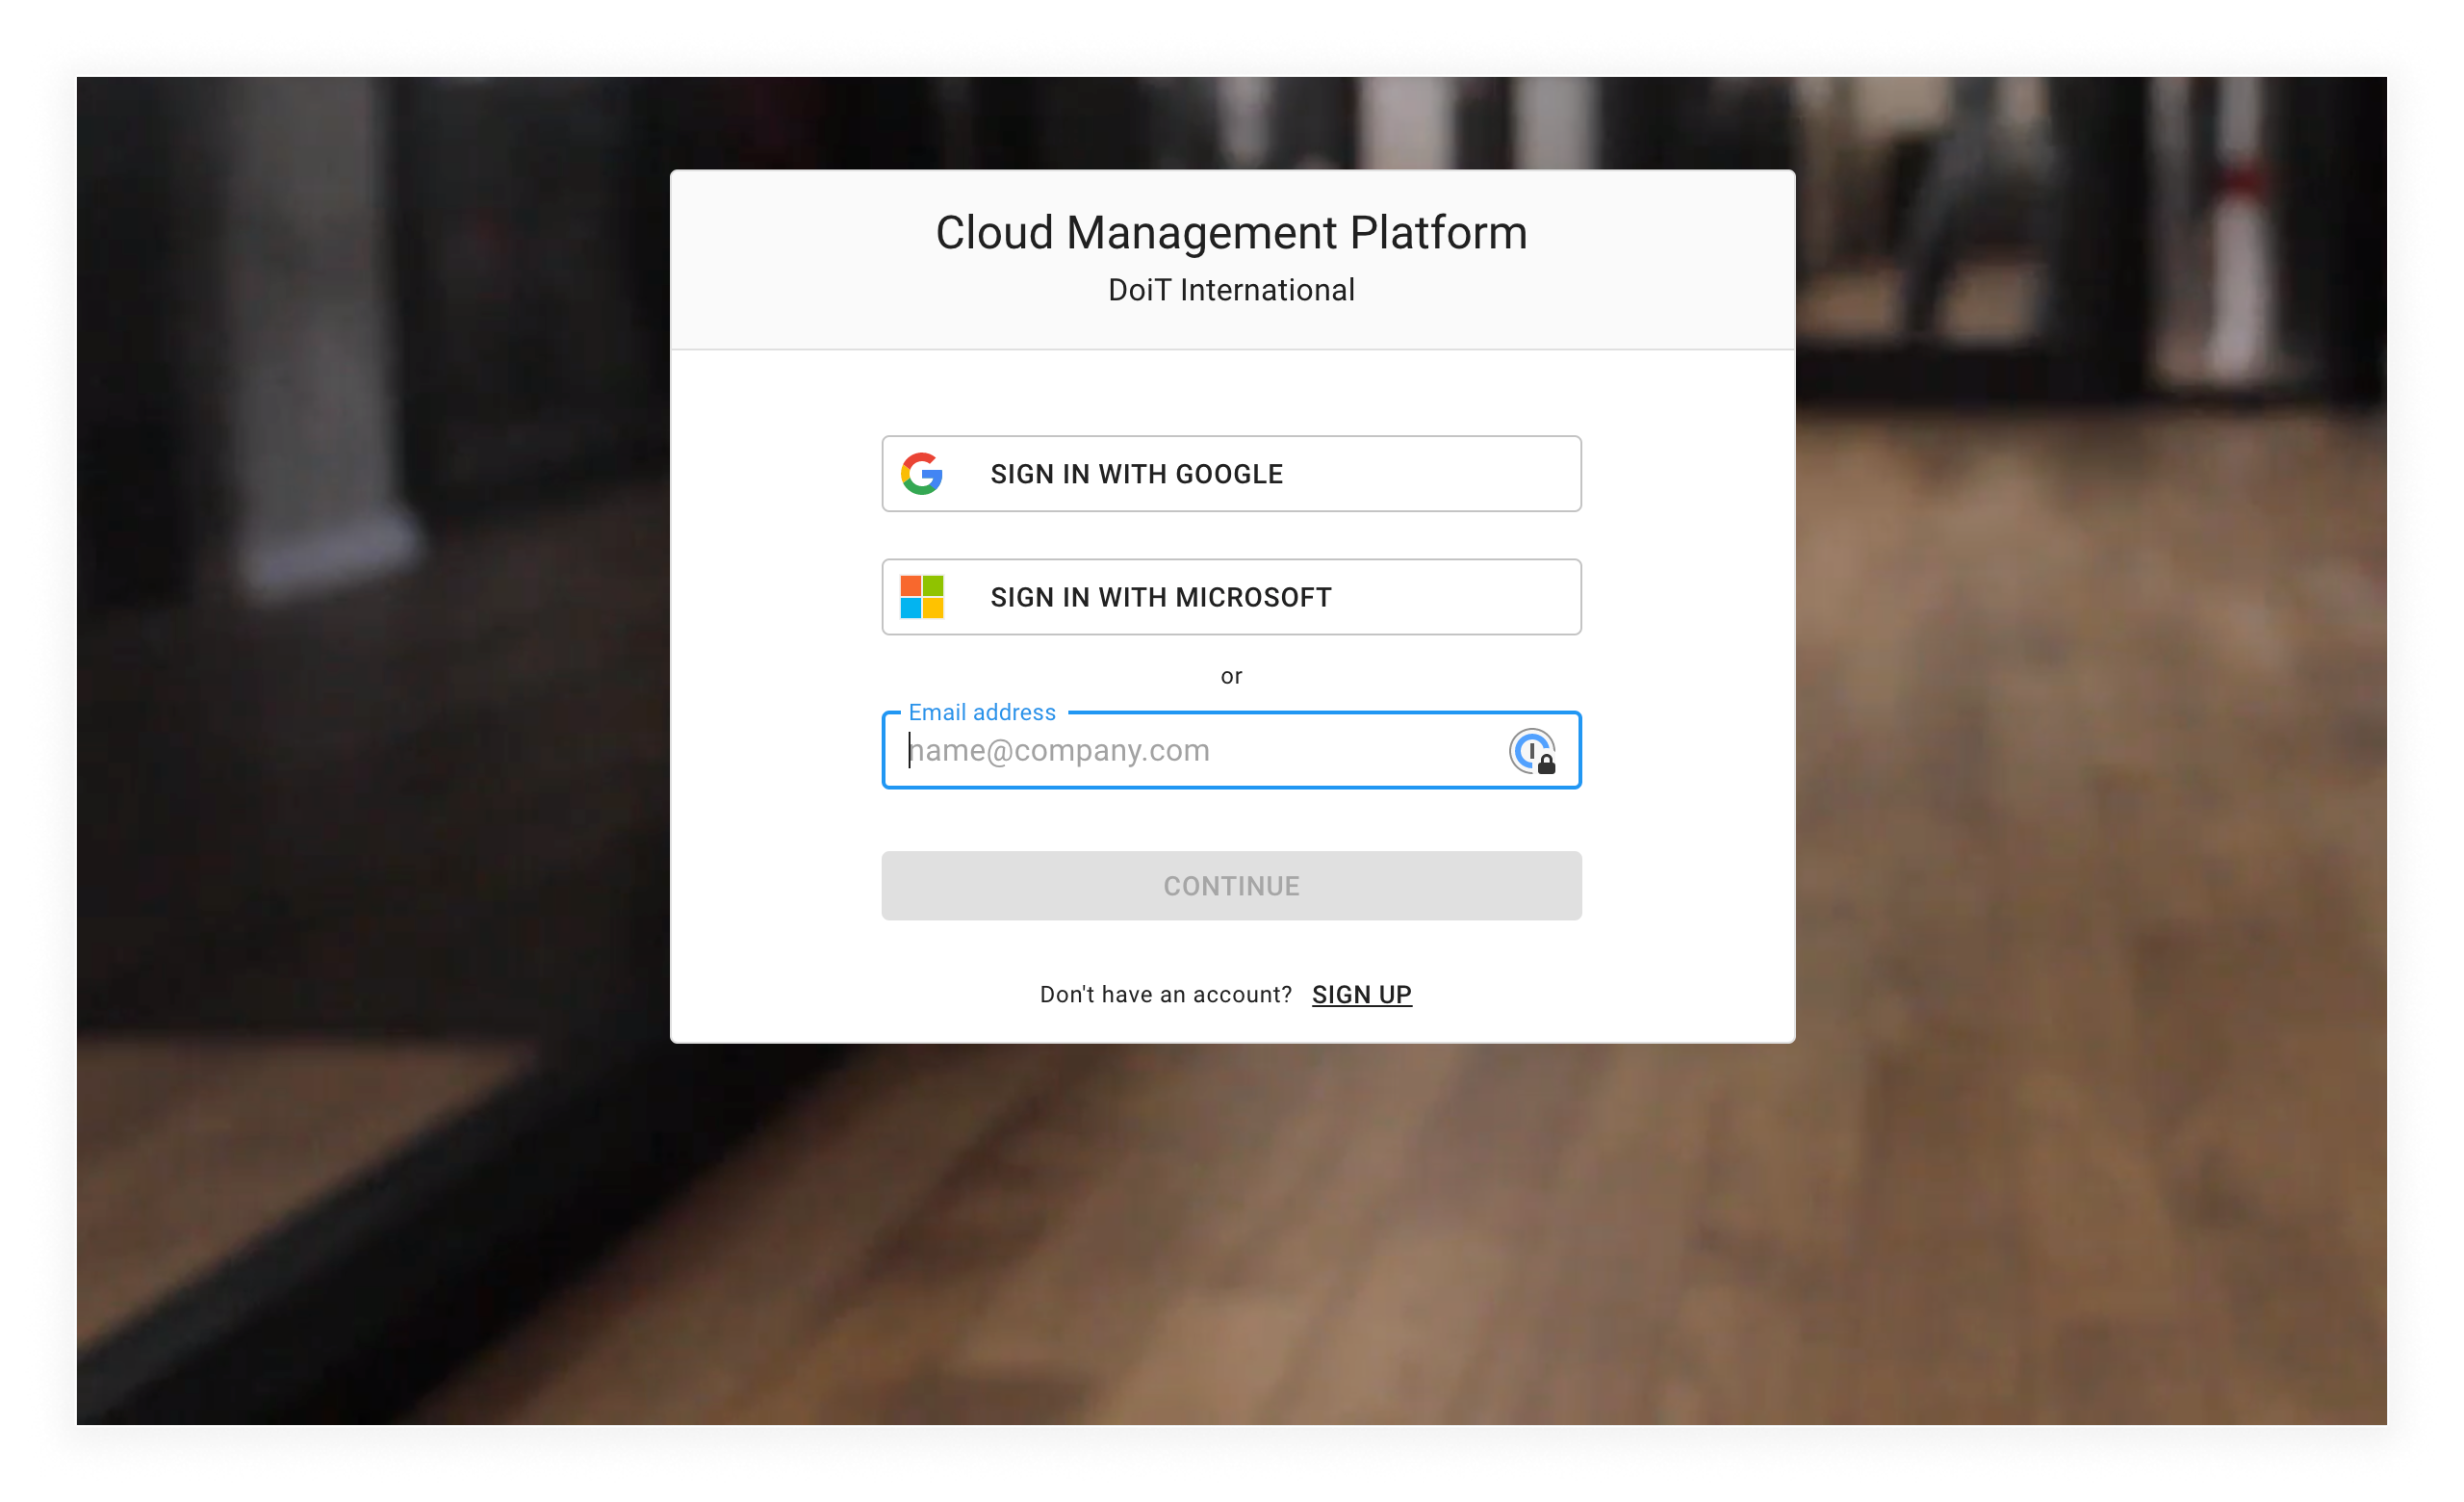 Cloud Management Platform
DoiT International
SIGN IN WITH GOOGLE
SIGN IN WITH MICROSOFT
or
Email address
name@company.com
CONTINUE
Don't have an account? SIGN UP